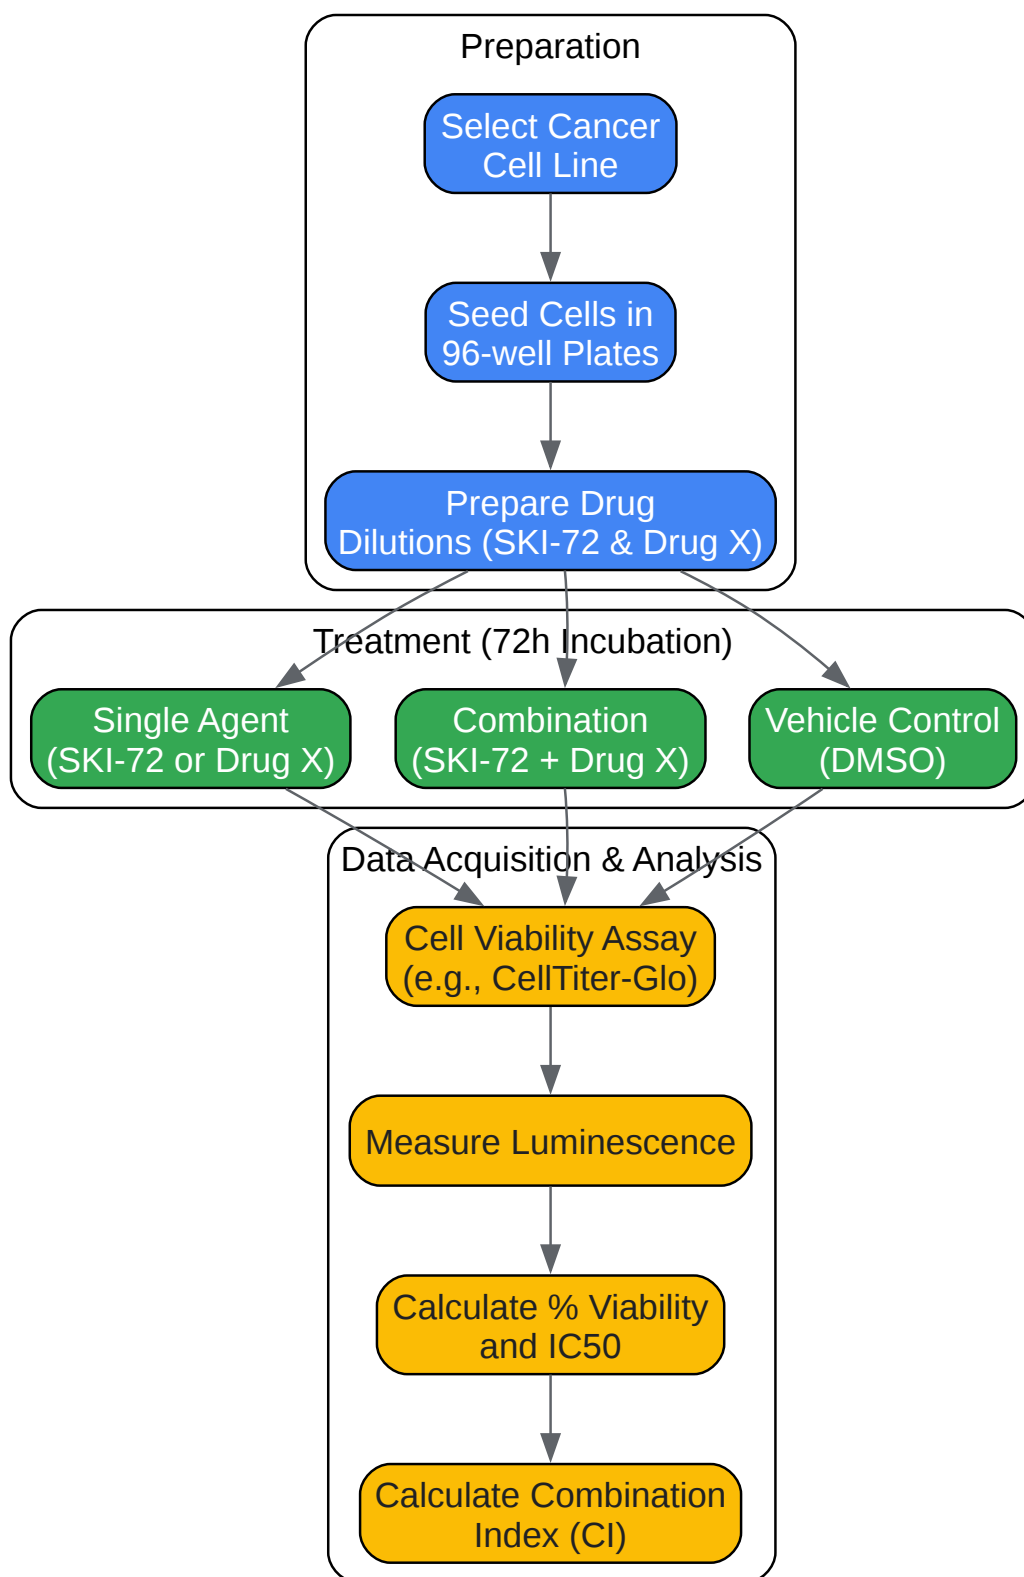 Preparation
Select Cancer
Cell Line
Seed Cells in
96-well Plates
Prepare Drug
Dilutions (SKI-72 & Drug X)
Treatment (72h Incubation)
Single Agent
(SKI-72 or Drug X)
Combination
(SKI-72 + Drug X)
Vehicle Control
(DMSO)
Data Acquisition & Analysis
Cell Viability Assay
(e.g., CellTiter-Glo)
Measure Luminescence
Calculate % Viability
and IC50
Calculate Combination
Index (CI)